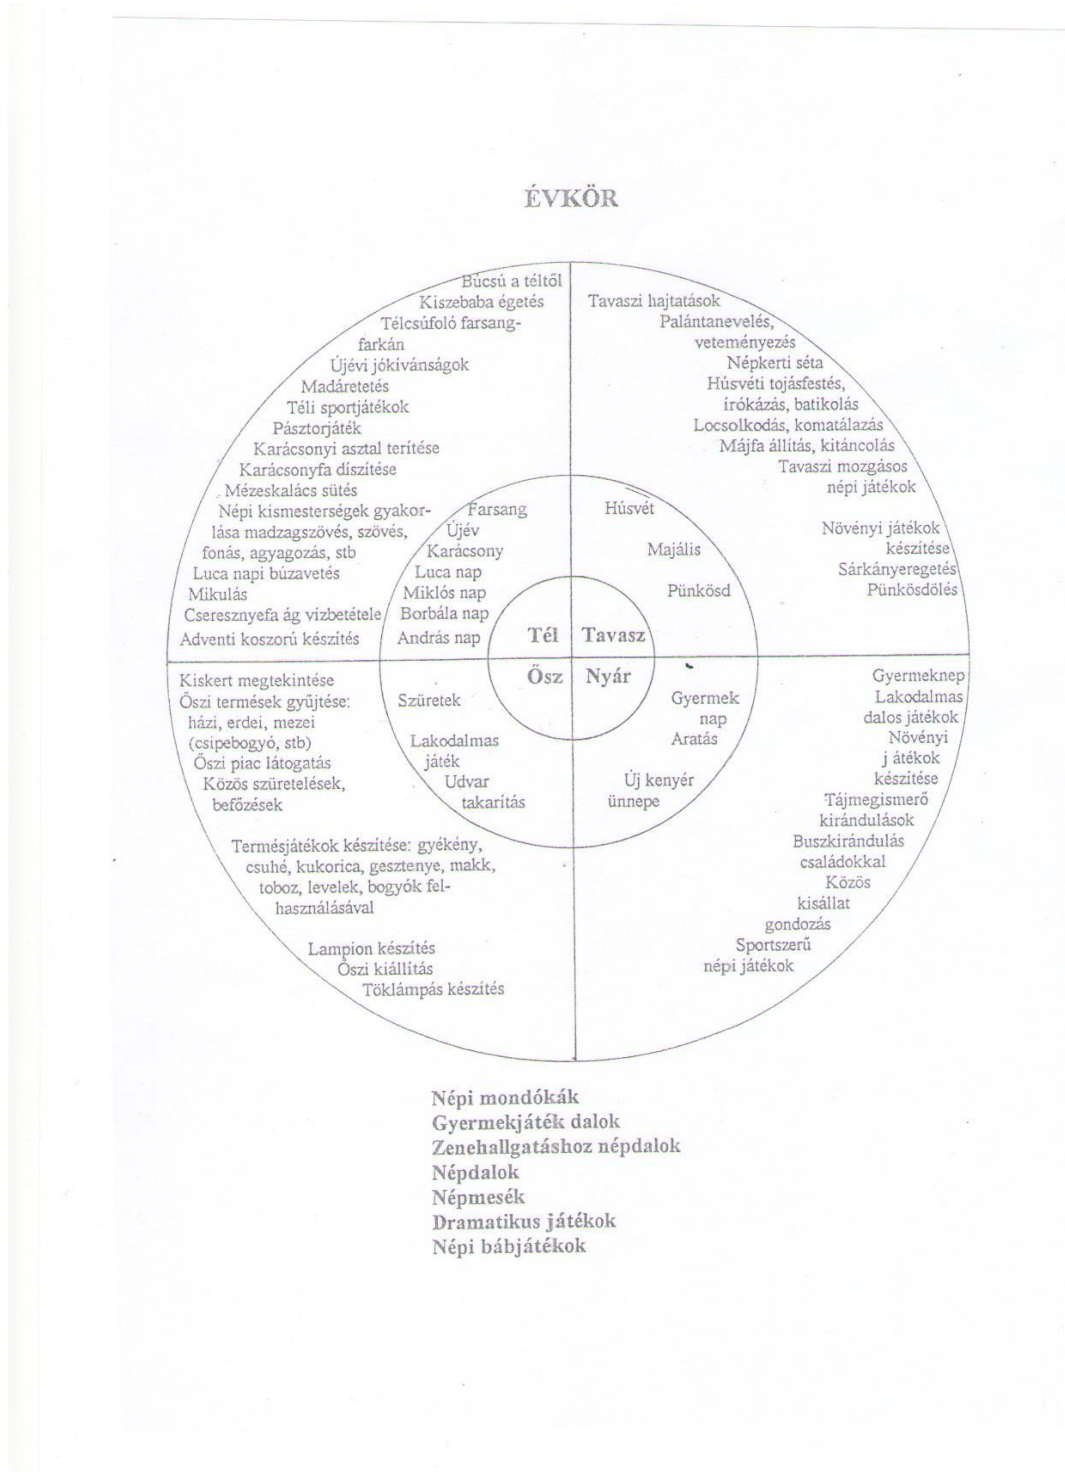 ÉVKÖR
Búcsú a téltől
Kiszebaba égetés
Télcsúfoló farsang-
farkán
Újévi jókívánságok
Madáretetés
Téli sportjátékok
Pásztorjáték
Karácsonyi asztal terítése
Karácsonyfa díszítése
Mézeskalács sütés
Népi kismesterségek gyakor-
lása madzagszövés, szövés,
fonás, agyagozás, stb
Luca napi búzavetés
Mikulás
Cseresznyefa ág vízbetétele
Adventi koszorú készítés
Farsang
Újév
Karácsony
Luca nap
Miklós nap
Borbála nap
András nap
Tél
Tavaszi hajtatások
Palántanevelés,
veteményezés
Népkerti séta
Húsvéti tojásfestés,
írókázás, batikolás
Locsolkodás, komatálazás
Májfa állítás, kitáncolás
Tavaszi mozgásos
népi játékok
Növényi játékok
készítése
Sárkányeregetés
Pünkösdölés
Húsvét
Majális
Pünkösd
Tavasz
Ősz
Szüretek
Lakodalmas
játék
Udvar
takarítás
Kiskert megtekintése
Őszi termések gyűjtése:
házi, erdei, mezei
(csipebogyó, stb)
Őszi piac látogatás
Közös szüretelések,
befőzések
Termésjátékok készítése: gyékény,
csuhé, kukorica, gesztenye, makk,
toboz, levelek, bogyók fel-
használásával
Lampion készítés
Őszi kiállítás
Töklámpás készítés
Nyár
Gyermek
nap
Aratás
Új kenyér
ünnepe
Gyermeknep
Lakodalmas
dalos játékok
Növényi
j átékok
készítése
Tájmegismerő
kirándulások
Buszkirándulás
családokkal
Közös
kisállat
gondozás
Sportszerű
népi játékok
Népi mondókák
Gyermekjáték dalok
Zenehallgatáshoz népdalok
Népdalok
Népmesék
Dramatikus játékok
Népi bábjátékok